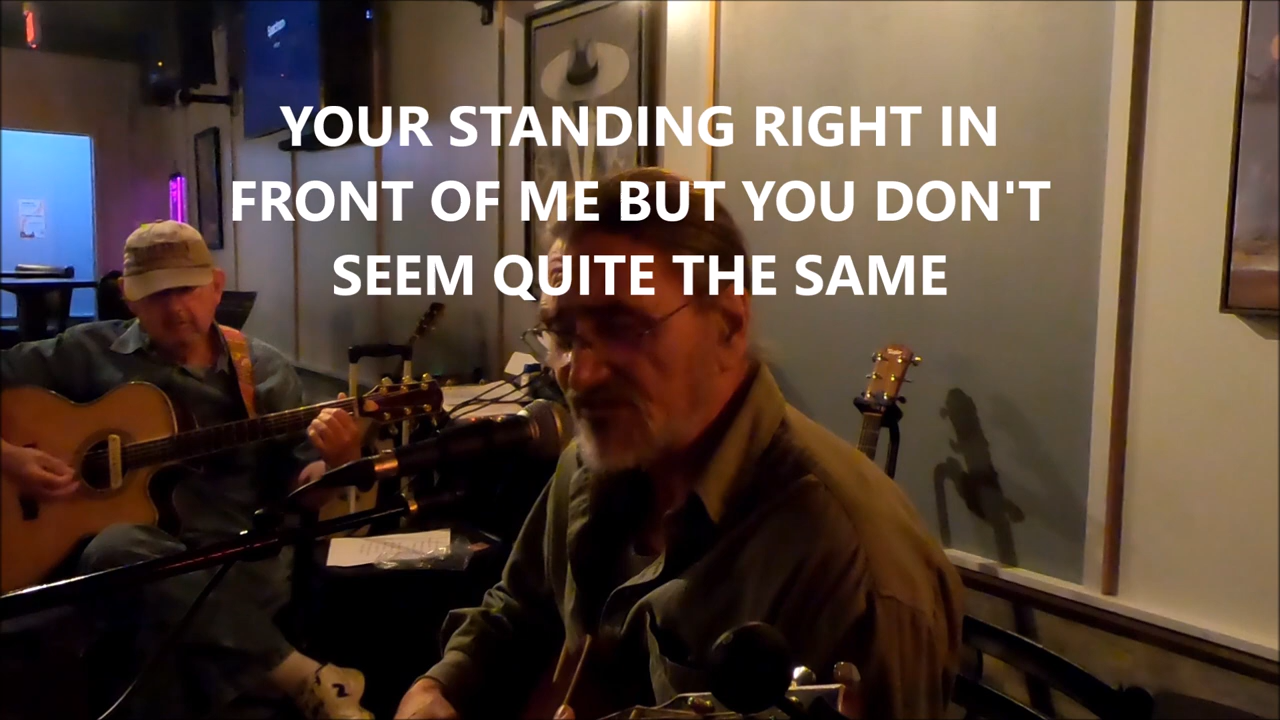 YOUR STANDING RIGHT IN
FRONT OF ME BUT YOU DON'T
SEEM QUITE THE SAME